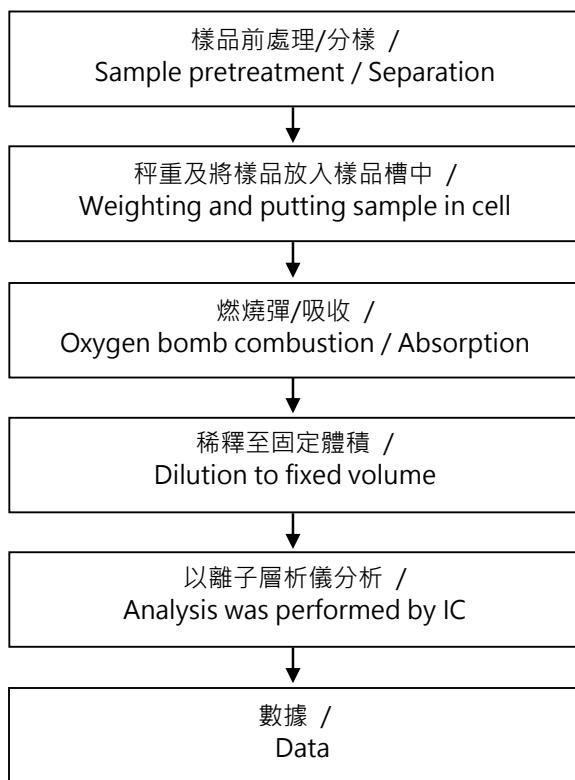 樣品前處理/分樣 /
Sample pretreatment / Separation
秤重及將樣品放入樣品槽中 /
Weighting and putting sample in cell
燃燒彈/吸收 /
Oxygen bomb combustion / Absorption
稀釋至固定體積 /
Dilution to fixed volume
以離子層析儀分析 /
Analysis was performed by IC
數據 /
Data